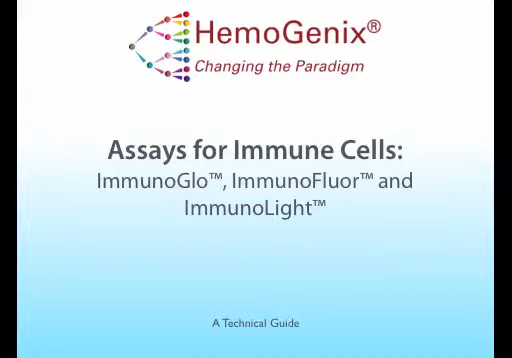 HemoGenix®
Changing the Paradigm
Assays for Immune Cells:
ImmunoGlo™, ImmunoFluor™ and
ImmunoLight™
A Technical Guide